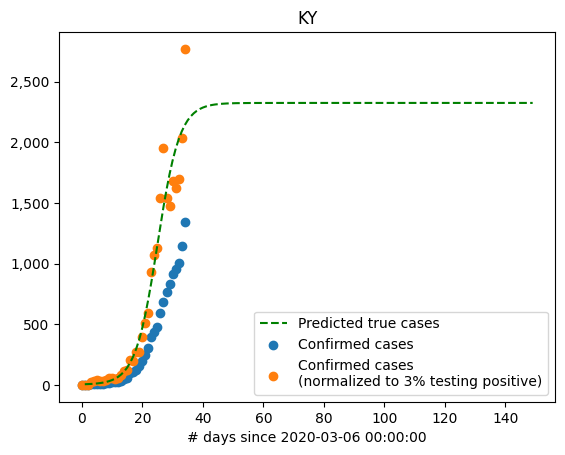 KY
2,500
2,000
1,500
1,000
500
0
0 20 40 60 80 100 120 140
# days since 2020-03-06 00:00:00
Predicted true cases
Confirmed cases
Confirmed cases
(normalized to 3% testing positive)